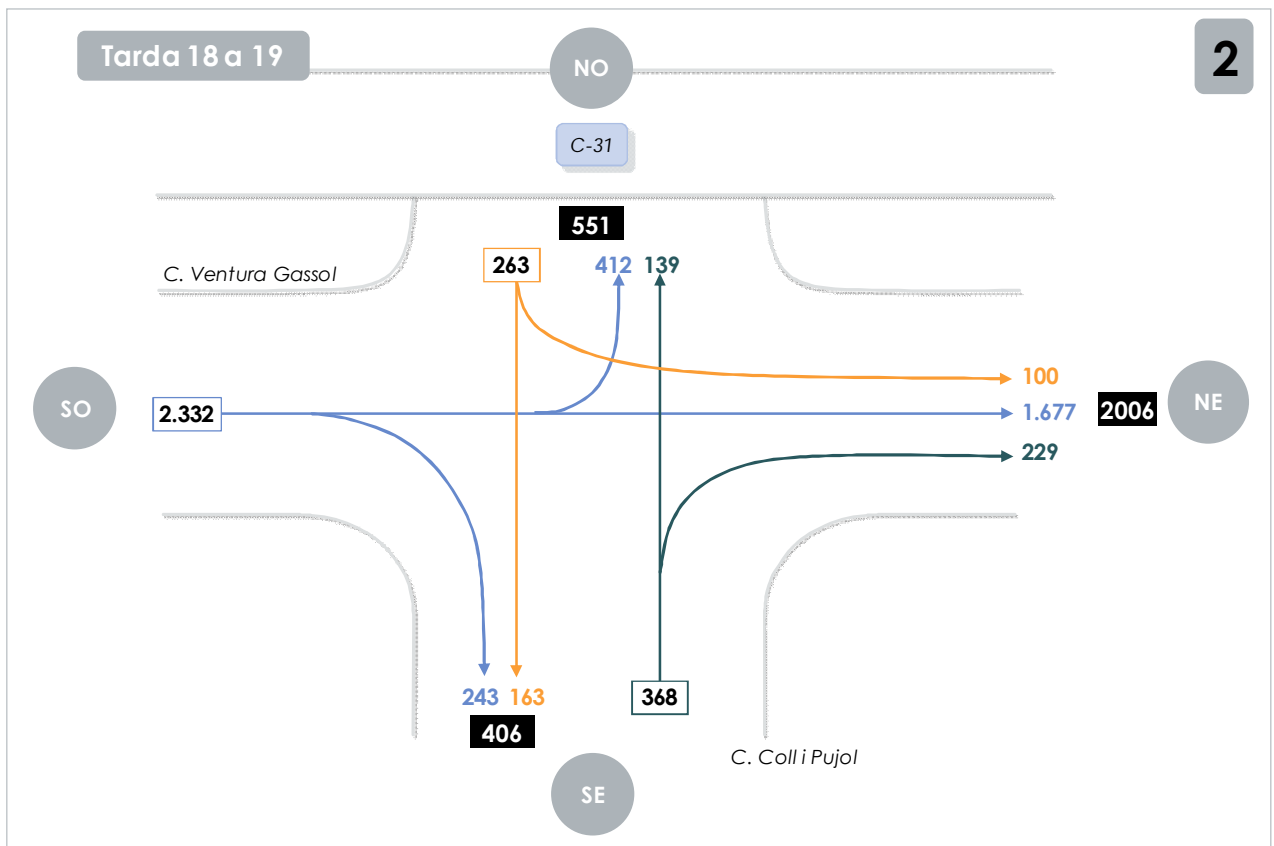 Tarda 18 a 19
NO
2
C-31
551
C. Ventura Gassol
263
412 139
100
SO
2.332
1.677
2006
NE
229
243 163
368
406
C. Coll i Pujol
SE